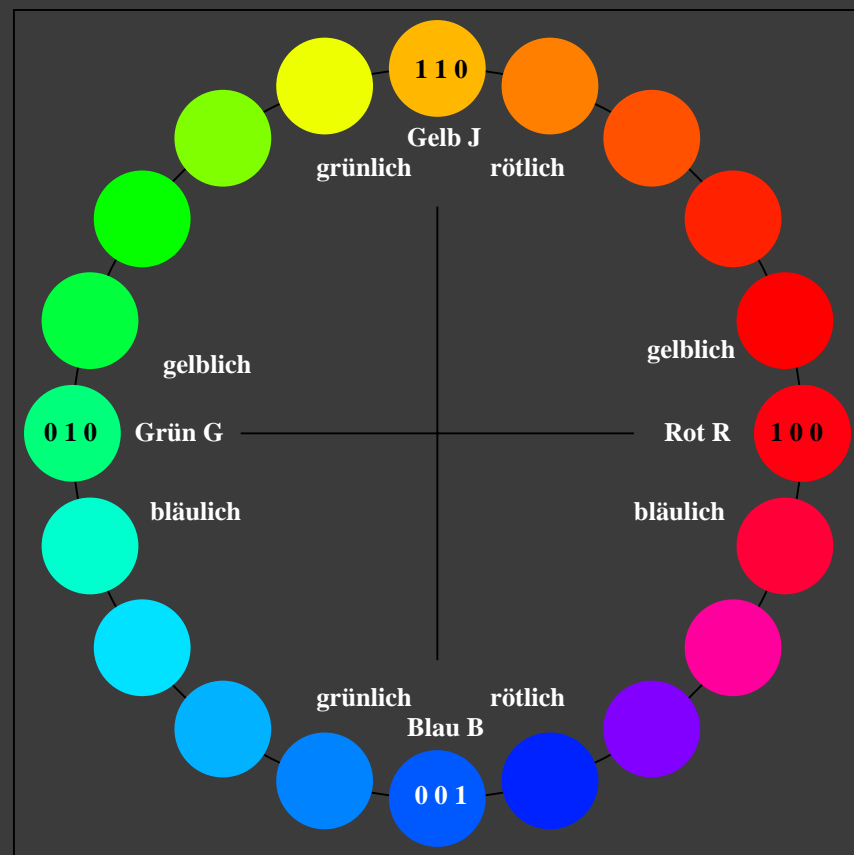 1 1 0
Gelb J
grünlich rötlich
gelblich
gelblich
0 1 0 Grün G Rot R 1 0 0
bläulich bläulich
grünlich rötlich
Blau B
0 0 1